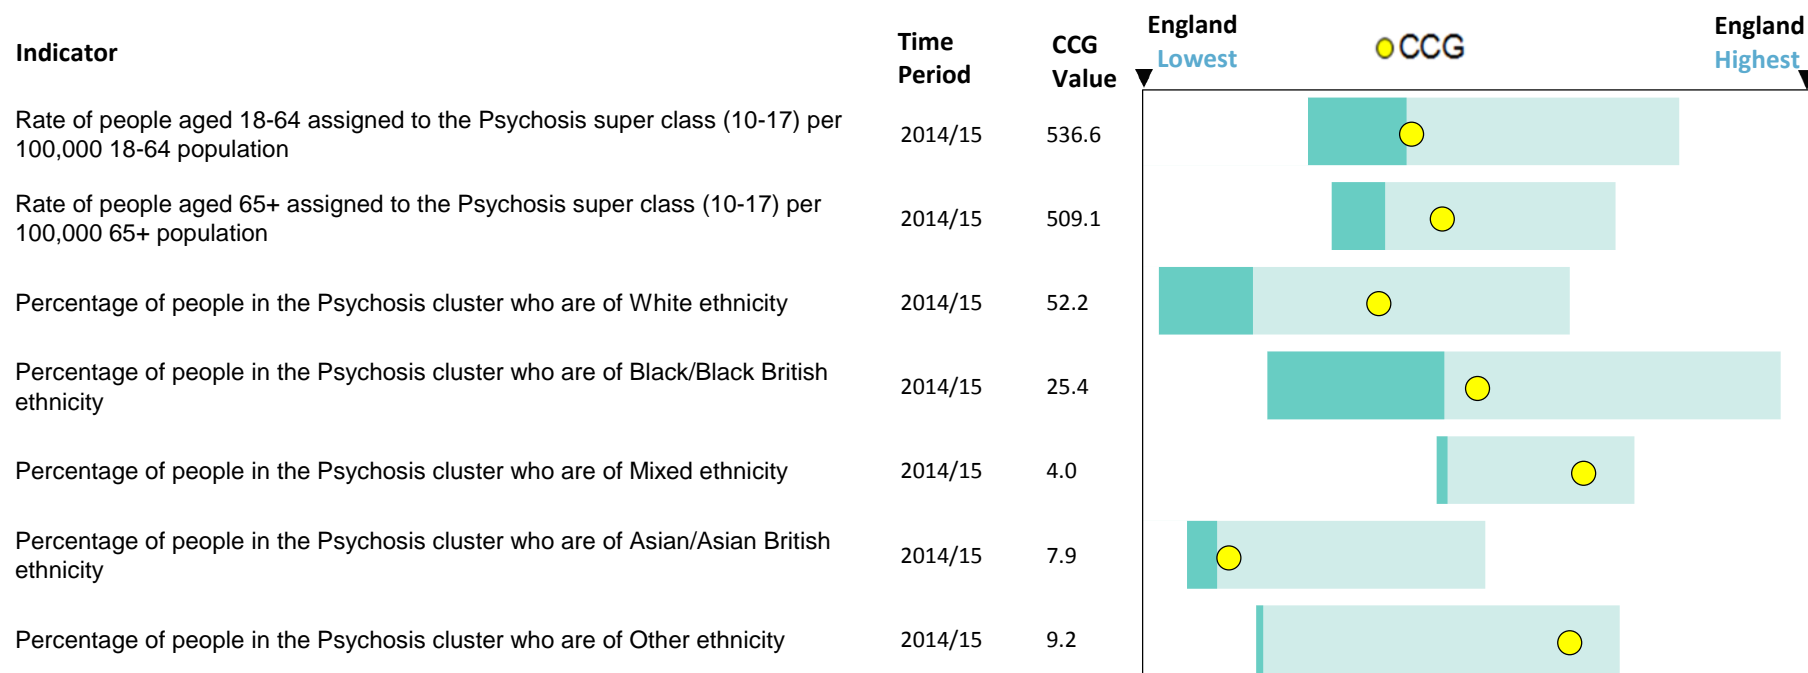 Indicator
Time
Period
CCG
Value
England
Lowest
CCG
England
Highest
Rate of people aged 18-64 assigned to the Psychosis super class (10-17) per
100,000 18-64 population
2014/15
536.6
Rate of people aged 65+ assigned to the Psychosis super class (10-17) per
100,000 65+ population
2014/15
509.1
Percentage of people in the Psychosis cluster who are of White ethnicity
2014/15
52.2
Percentage of people in the Psychosis cluster who are of Black/Black British
ethnicity
2014/15
25.4
Percentage of people in the Psychosis cluster who are of Mixed ethnicity
2014/15
4.0
Percentage of people in the Psychosis cluster who are of Asian/Asian British
ethnicity
2014/15
7.9
Percentage of people in the Psychosis cluster who are of Other ethnicity
2014/15
9.2